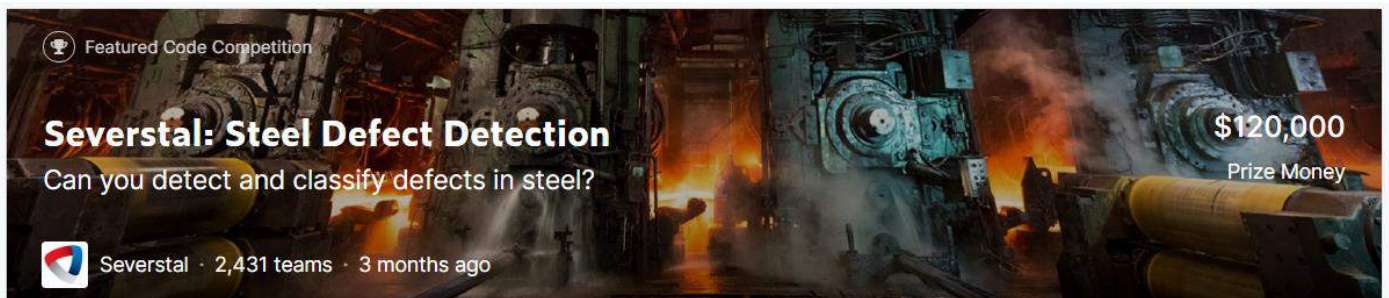 Featured Code Competition
Severstal: Steel Defect Detection
$120,000
Can you detect and classify defects in steel?
Prize Money
Severstal · 2,431 teams · 3 months ago